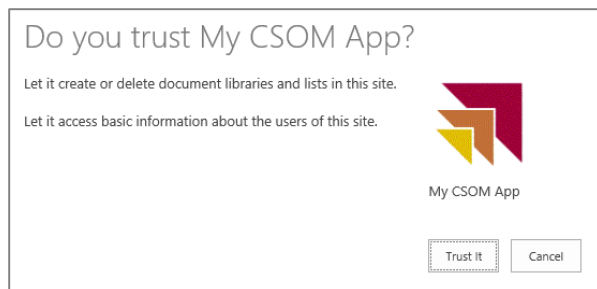 Do you trust My CSOM App?
Let it create or delete document libraries and lists in this site.
Let it access basic information about the users of this site.
My CSOM App
Trust It
Cancel